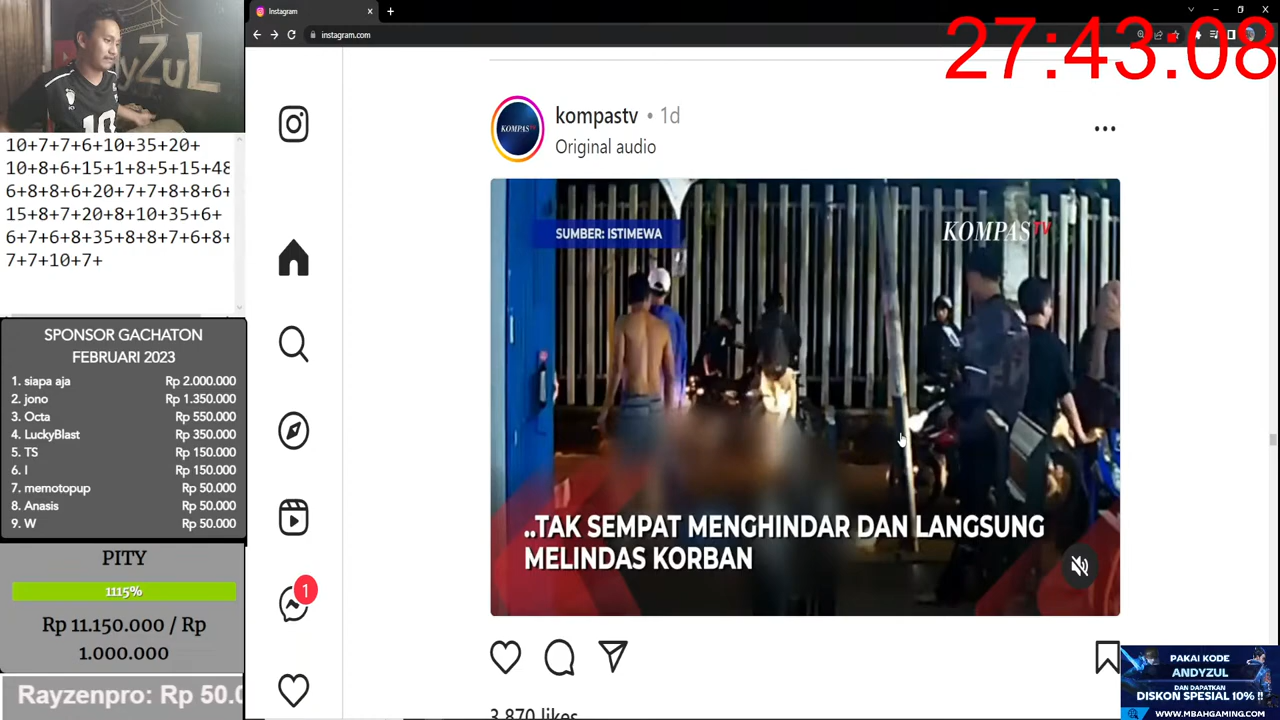 Instagram
instagram.com
27:43:08
10+7+7+6+10+35+20+
10+8+6+15+1+8+5+15+48
6+8+8+6+20+7+7+8+8+6+
15+8+7+20+8+10+35+6+
6+7+6+8+35+8+8+7+6+8+
7+7+10+7+
SPONSOR GACHATON
FEBRUARI 2023
1. siapa aja Rp 2.000.000
2. jono Rp 1.350.000
3. Octa Rp 550.000
4. LuckyBlast Rp 350.000
5. TS Rp 150.000
6. I Rp 150.000
7. memotopup Rp 50.000
8. Anasis Rp 50.000
9. W Rp 50.000
PITY
1115%
Rp 11.150.000 / Rp
1.000.000
Rayzenpro: Rp 50.0
1
kompastv • 1d
Original audio
KOMPAS
SUMBER: ISTIMEWA
KOMPAS TV
..TAK SEMPAT MENGHINDAR DAN LANGSUNG
MELINDAS KORBAN
3.870 likes
PAKAI KODE
ANDYZUL
DAN DAPATKAN
DISKON SPESIAL 10% !!
WWW.MBAHGAMING.COM